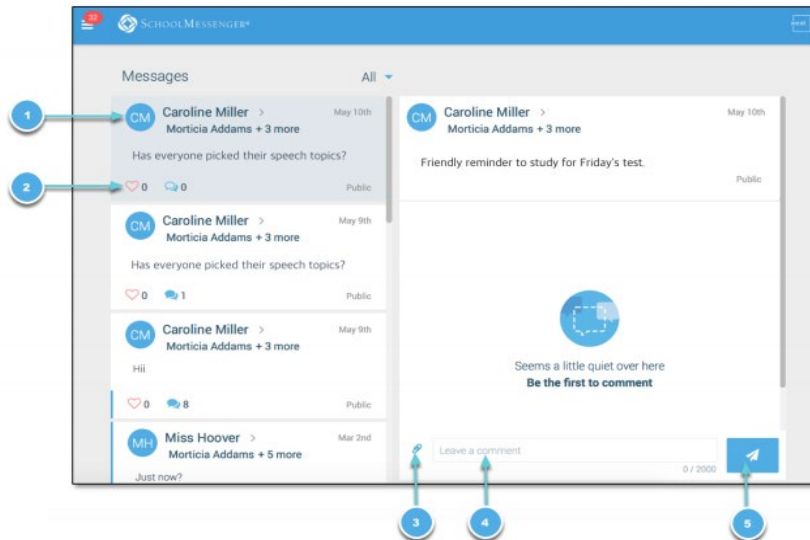 32
SCHOOLMESSENGER®
Messages
All
1
CM
Caroline Miller >
May 10th
Morticia Addams + 3 more
Has everyone picked their speech topics?
2
0
0
Public
CM
Caroline Miller >
May 9th
Morticia Addams + 3 more
Has everyone picked their speech topics?
0
1
Public
CM
Caroline Miller >
May 9th
Morticia Addams + 3 more
Hii
0
8
Public
MH
Miss Hoover >
Mar 2nd
Morticia Addams + 5 more
Just now?
CM
Caroline Miller >
May 10th
Morticia Addams + 3 more
Friendly reminder to study for Friday's test.
Public
Seems a little quiet over here
Be the first to comment
Leave a comment
0 / 2000
3
4
5